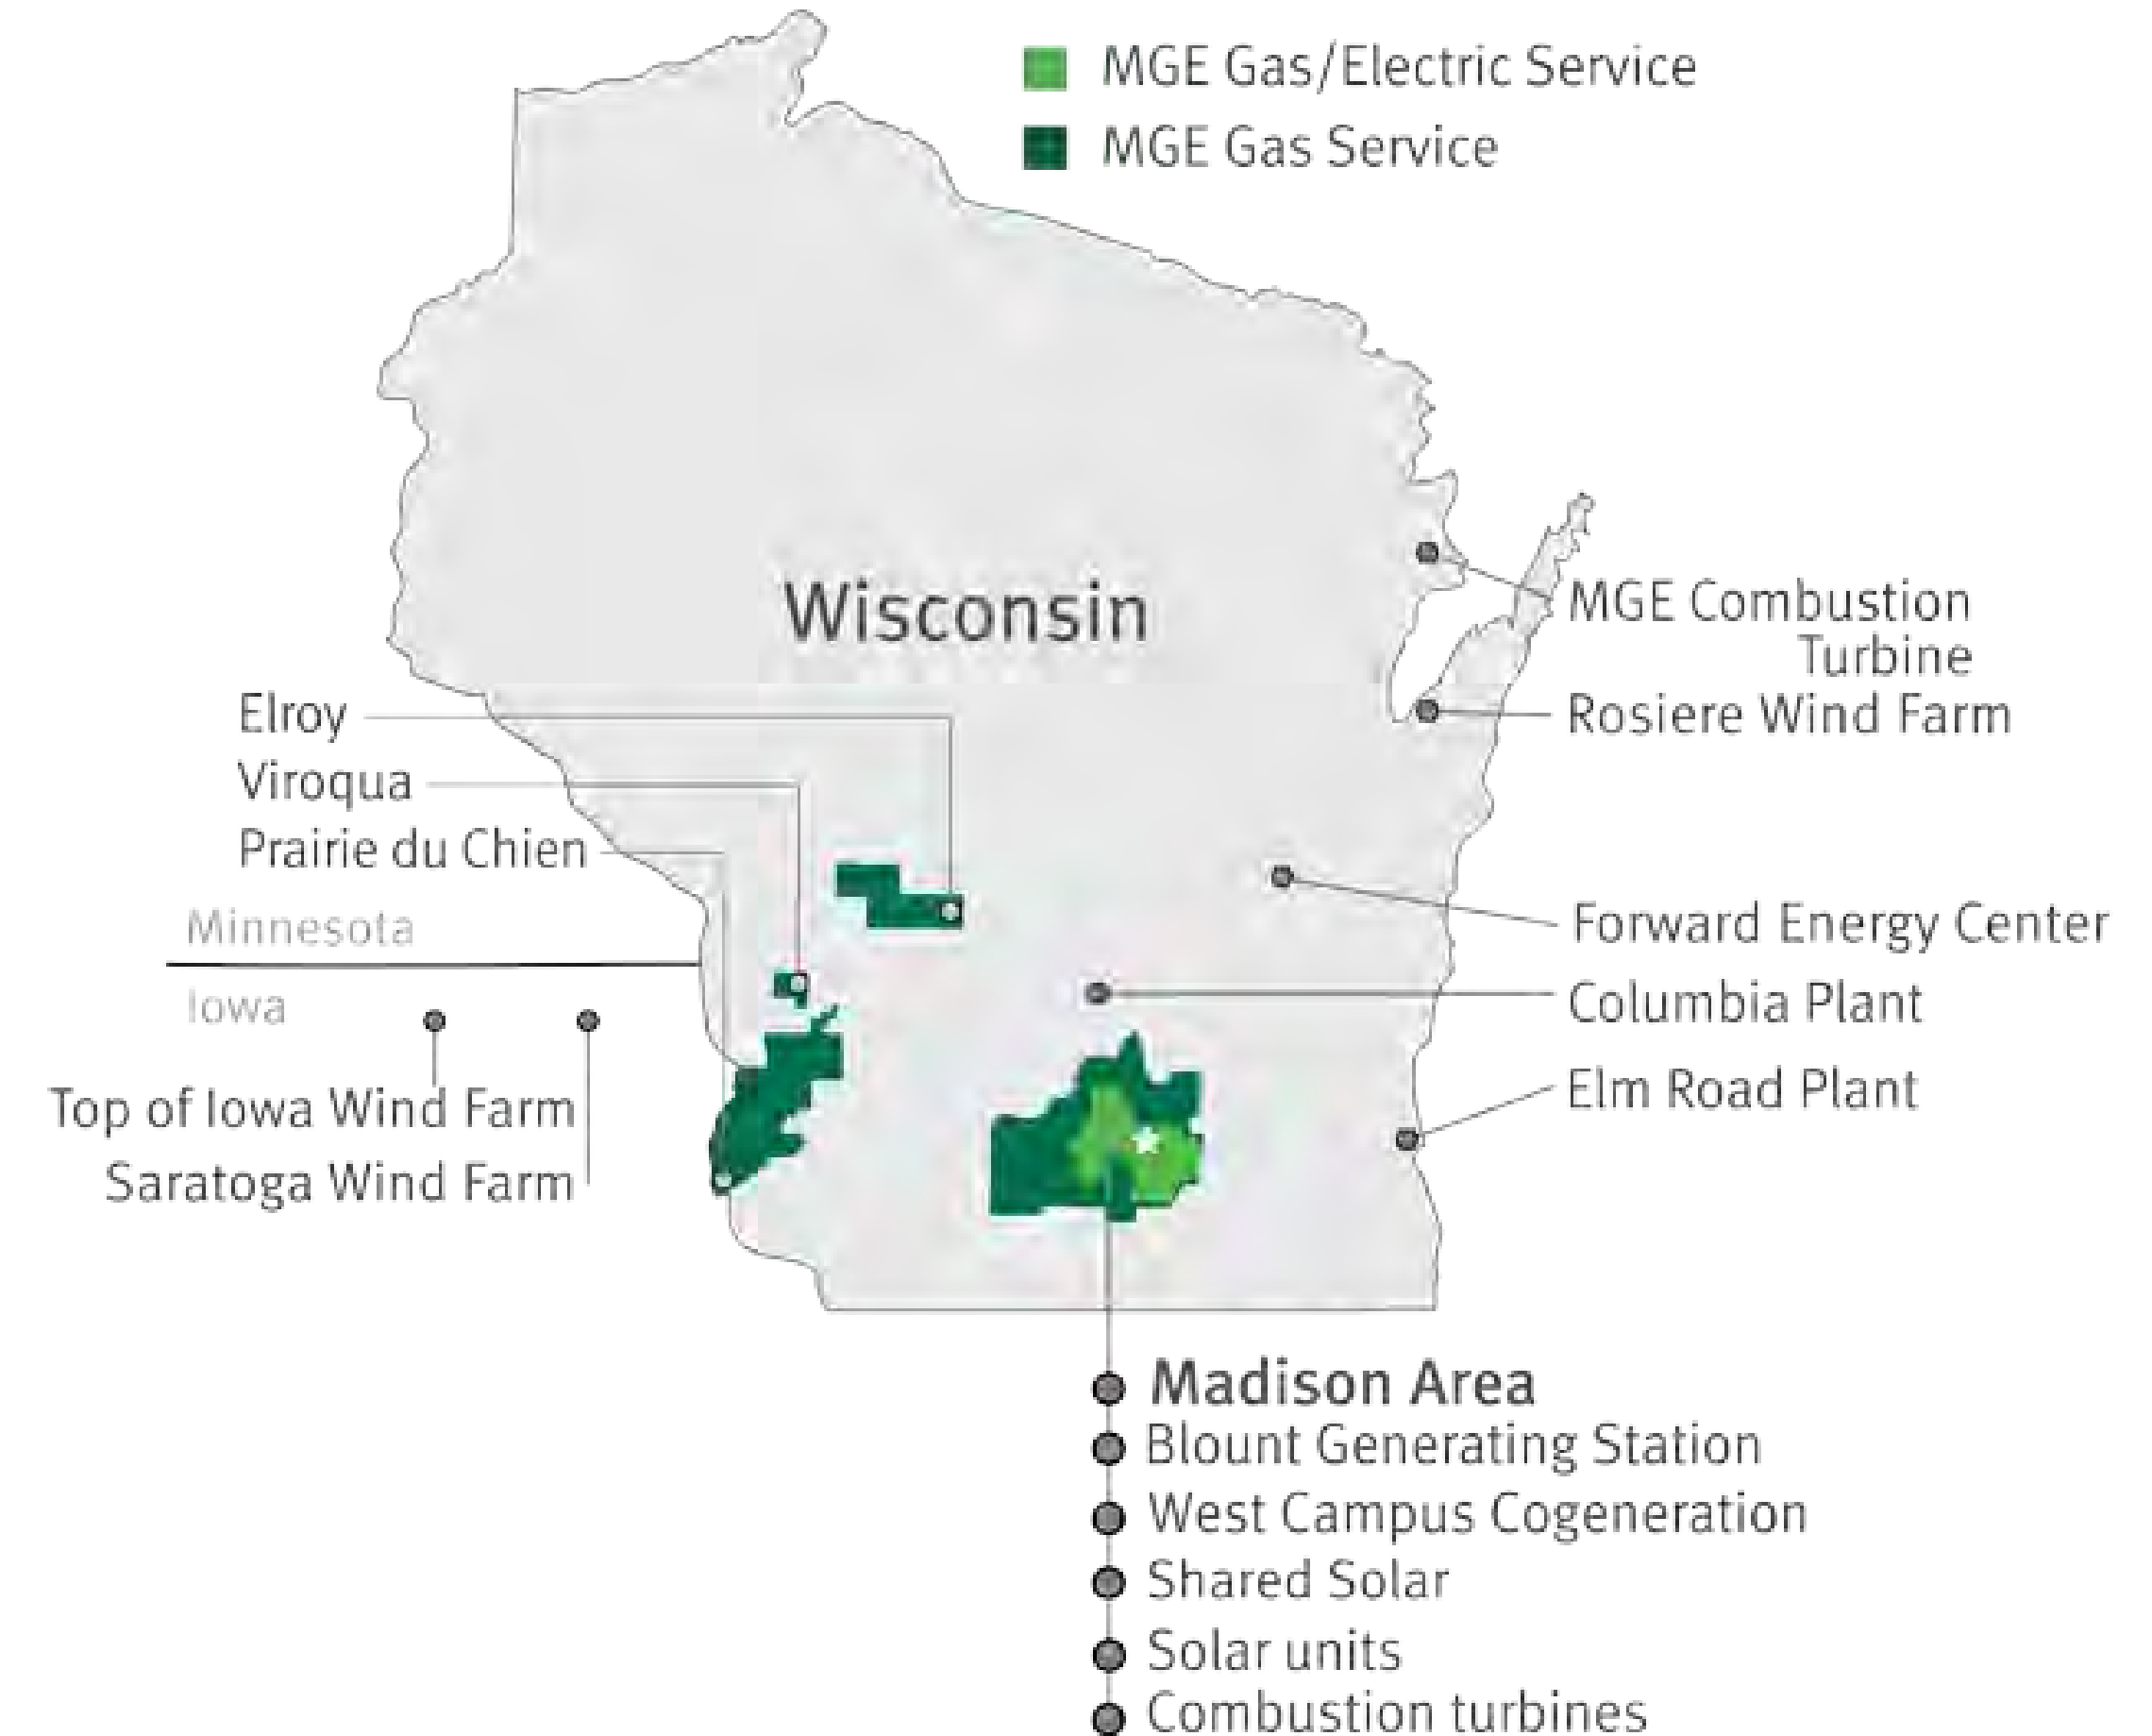 MGE Gas/Electric Service
MGE Gas Service
Wisconsin
MGE Combustion
Turbine
Rosiere Wind Farm
Elroy
Viroqua
Prairie du Chien
Minnesota
Iowa
Top of Iowa Wind Farm
Saratoga Wind Farm
Forward Energy Center
Columbia Plant
Elm Road Plant
Madison Area
Blount Generating Station
West Campus Cogeneration
Shared Solar
Solar units
Combustion turbines